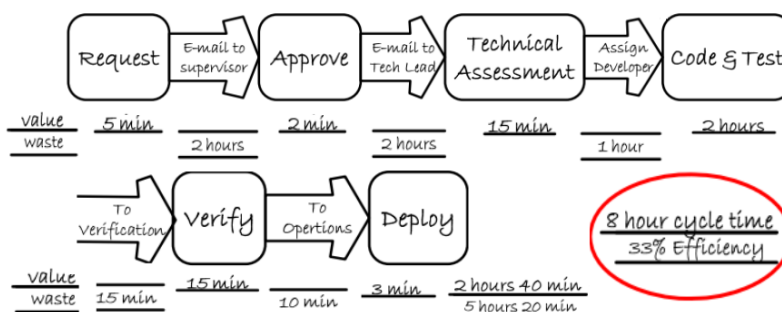 Request
E-mail to
supervisor
Approve
E-mail to
Tech Lead
Technical
Assessment
Assign
Developer
Code & Test
value 5 min 2 min 15 min 2 hours
waste 2 hours 2 hours 1 hour
To
Verification
Verify
To
Opertions
Deploy
8 hour cycle time
33% Efficiency
value 15 min 3 min 2 hours 40 min
waste 15 min 10 min 5 hours 20 min